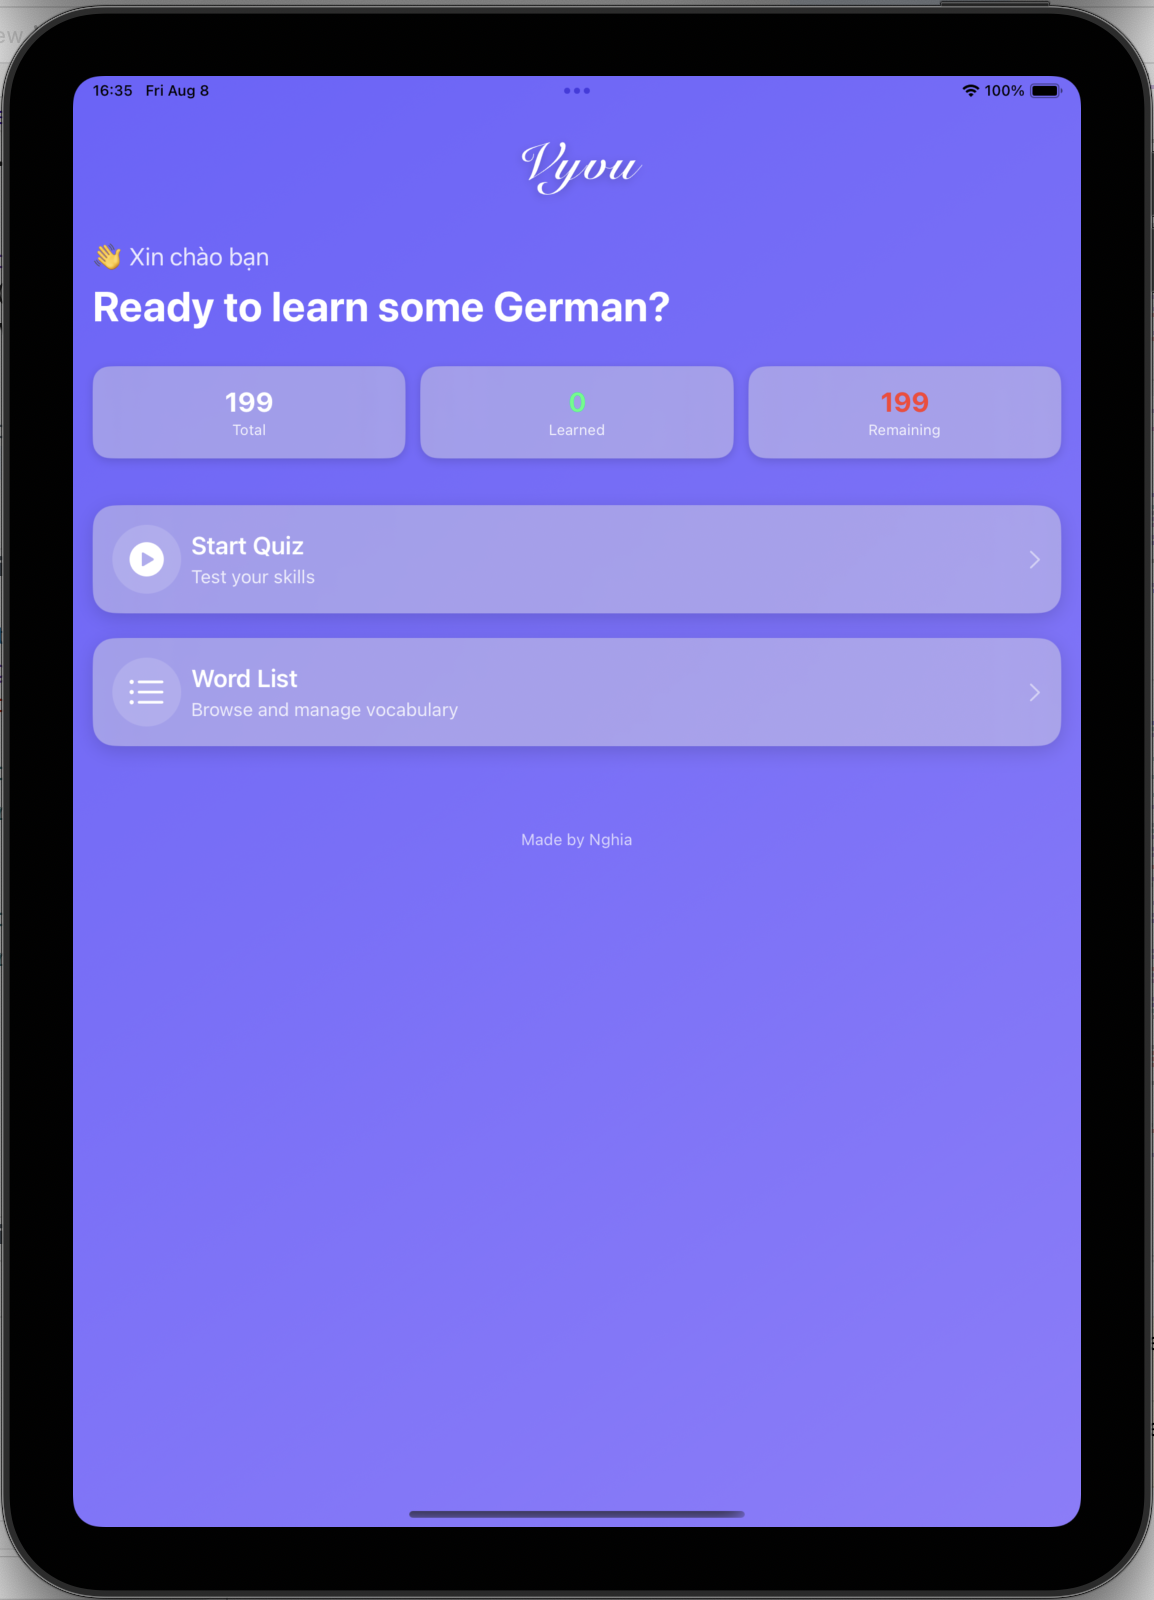 16:35 Fri Aug 8 100%
Vyou
👋 Xin chào bạn
Ready to learn some German?
199 0 199
Total Learned Remaining
Start Quiz
Test your skills
Word List
Browse and manage vocabulary
Made by Nghia